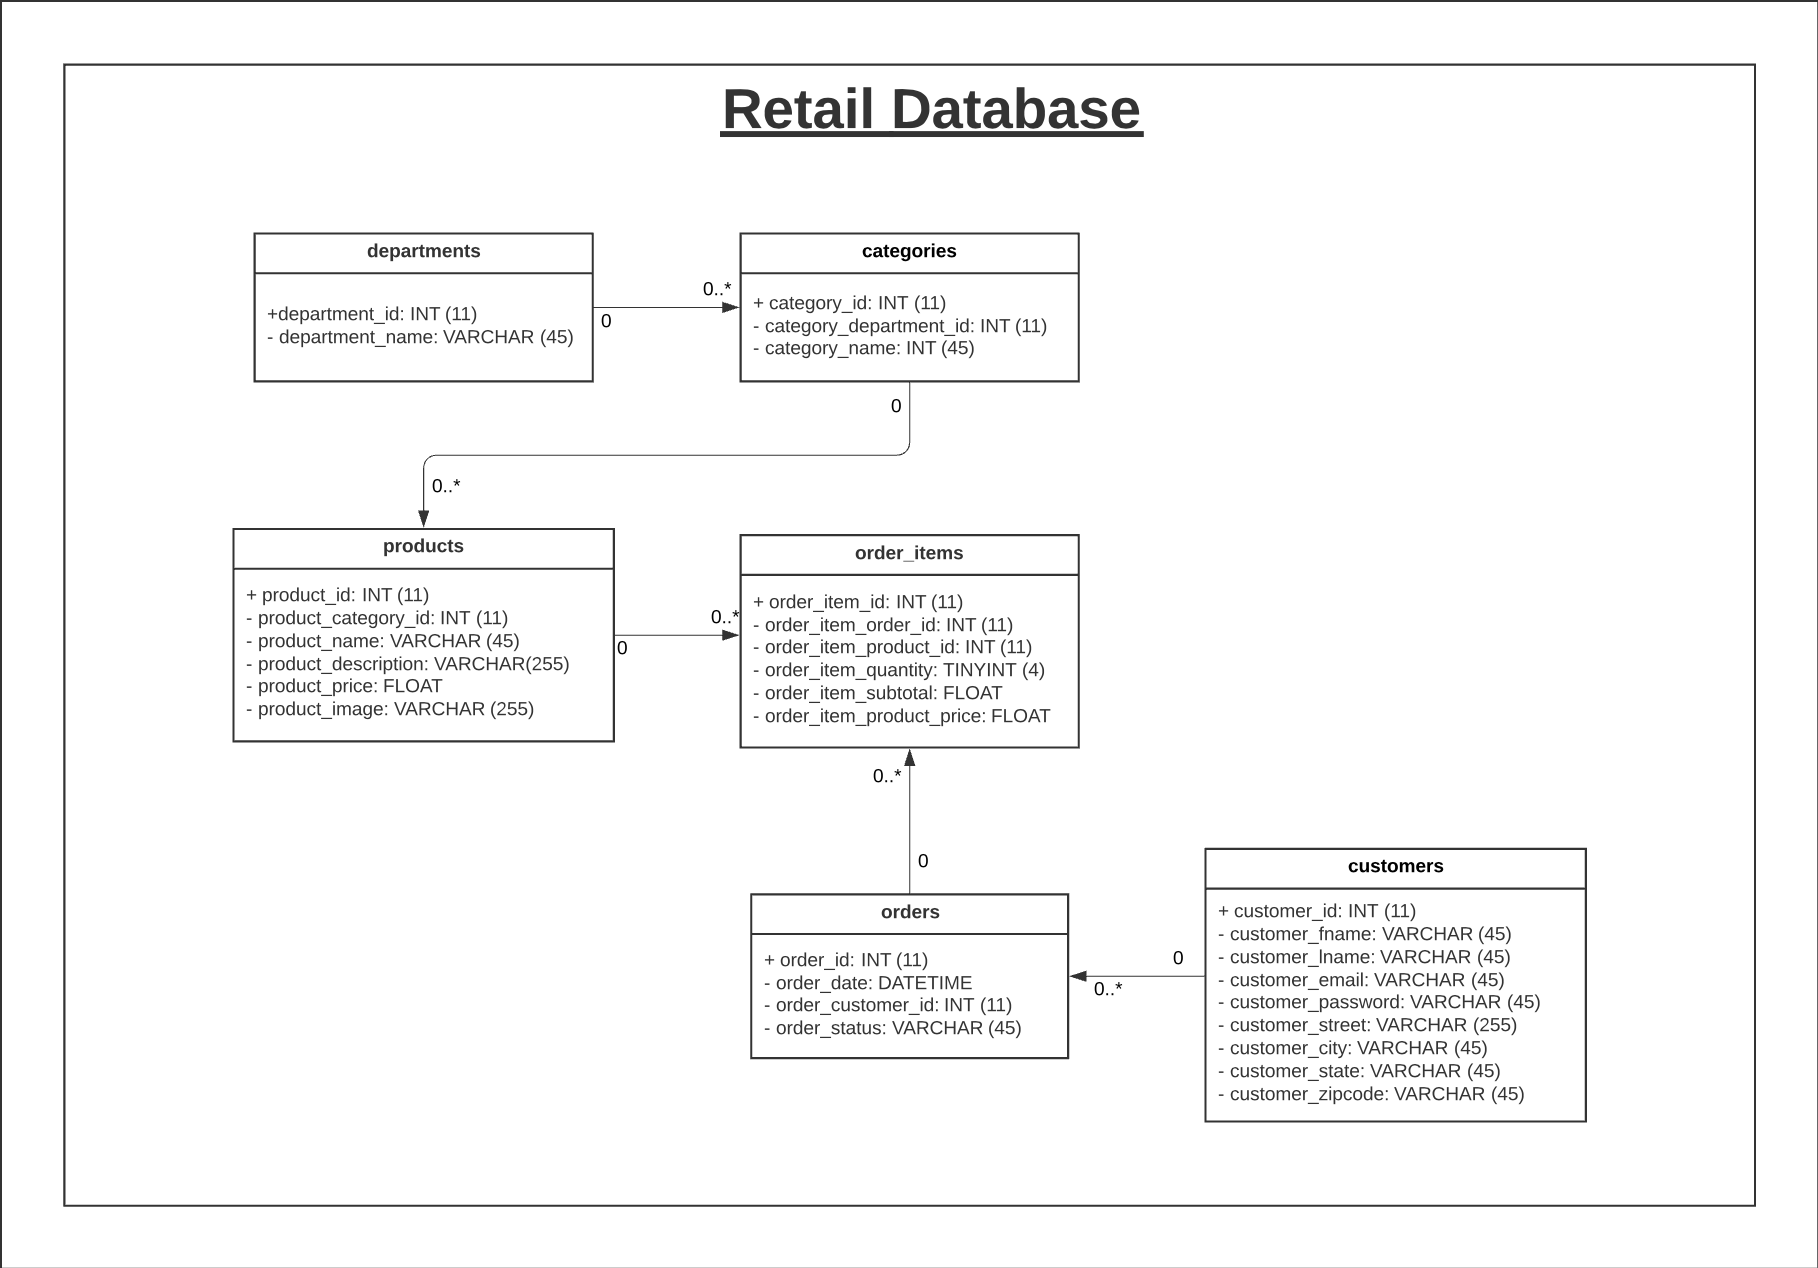 Retail Database
departments
+department_id: INT (11)
- department_name: VARCHAR (45)
0
0..*
categories
+ category_id: INT (11)
- category_department_id: INT (11)
- category_name: INT (45)
0
0..*
products
+ product_id: INT (11)
- product_category_id: INT (11)
- product_name: VARCHAR (45)
- product_description: VARCHAR(255)
- product_price: FLOAT
- product_image: VARCHAR (255)
0
0..*
order_items
+ order_item_id: INT (11)
- order_item_order_id: INT (11)
- order_item_product_id: INT (11)
- order_item_quantity: TINYINT (4)
- order_item_subtotal: FLOAT
- order_item_product_price: FLOAT
0..*
0
orders
+ order_id: INT (11)
- order_date: DATETIME
- order_customer_id: INT (11)
- order_status: VARCHAR (45)
0
0..*
customers
+ customer_id: INT (11)
- customer_fname: VARCHAR (45)
- customer_lname: VARCHAR (45)
- customer_email: VARCHAR (45)
- customer_password: VARCHAR (45)
- customer_street: VARCHAR (255)
- customer_city: VARCHAR (45)
- customer_state: VARCHAR (45)
- customer_zipcode: VARCHAR (45)